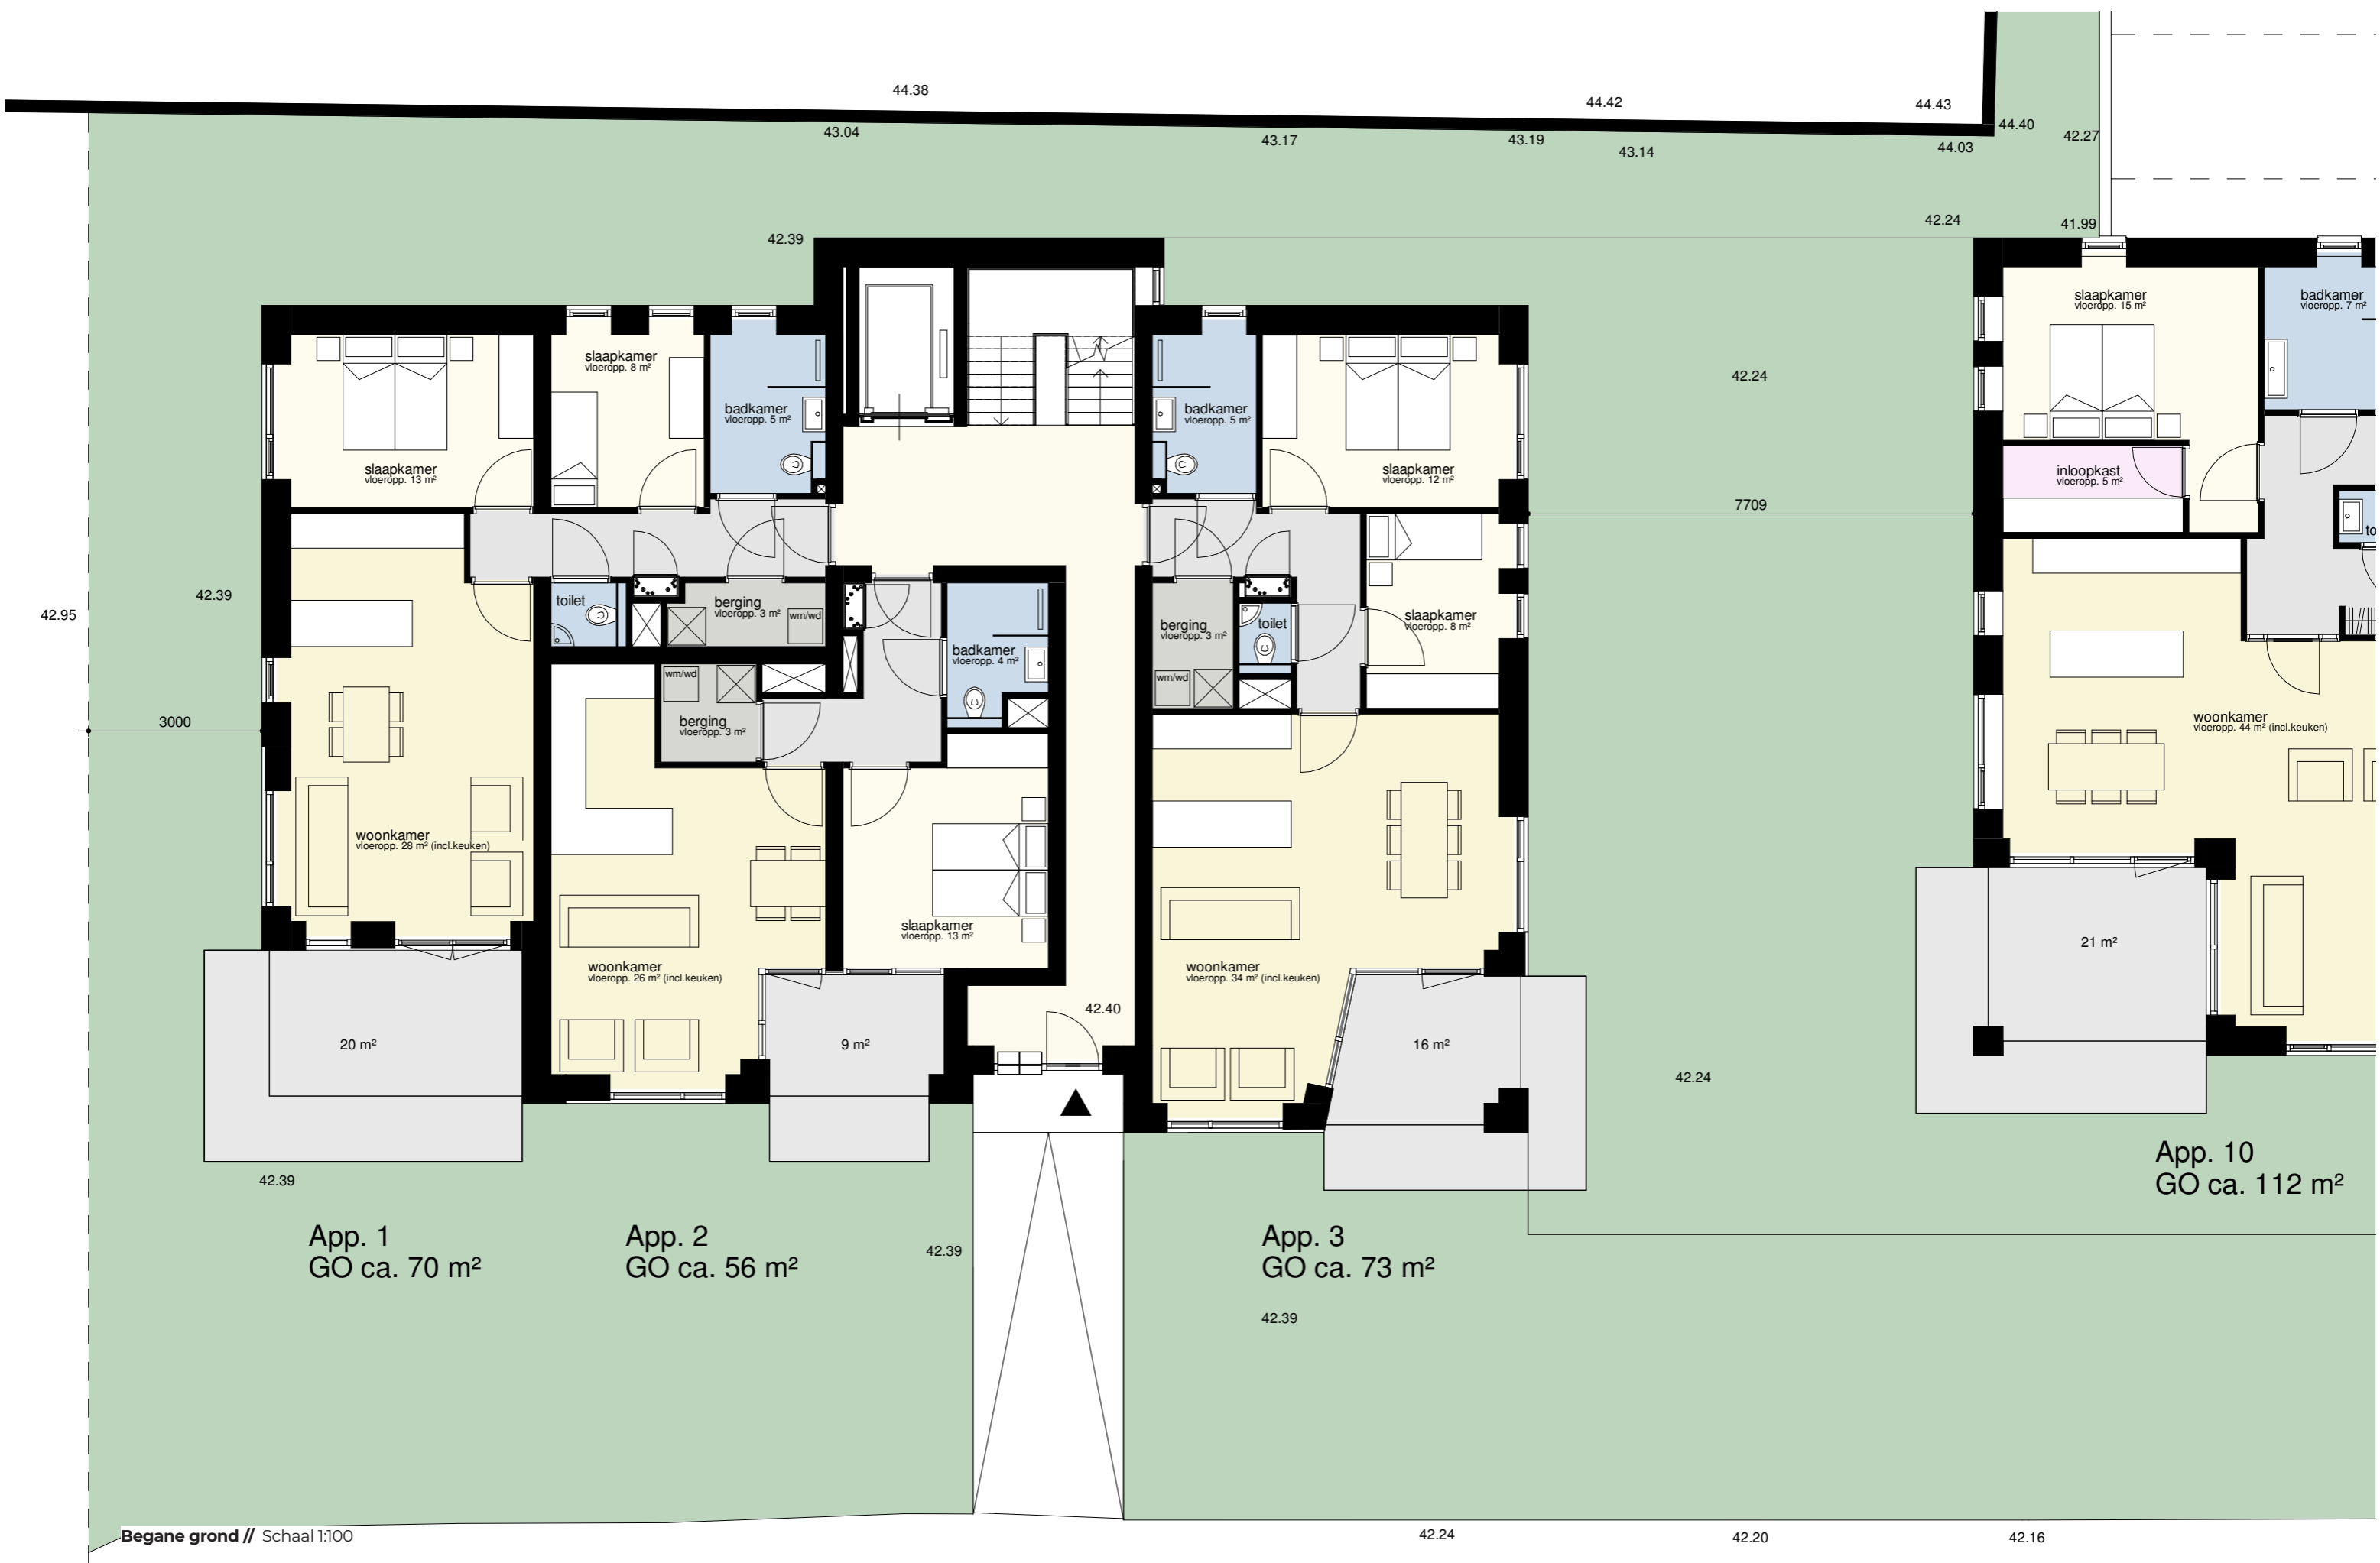 44.38
44.42
44.43
44.40
43.04
43.17
43.19
43.14
44.03
42.27
42.24
41.99
42.39
slaapkamer
vloeropp. 13 m²
slaapkamer
vloeropp. 8 m²
badkamer
vloeropp. 5 m²
badkamer
vloeropp. 5 m²
slaapkamer
vloeropp. 12 m²
42.24
slaapkamer
vloeropp. 15 m²
badkamer
vloeropp. 7 m²
inloopkast
vloeropp. 5 m²
7709
to
42.95
42.39
toilet
berging
vloeropp. 3 m²
wm/wd
badkamer
vloeropp. 4 m²
berging
vloeropp. 3 m²
wm/wd
toilet
slaapkamer
vloeropp. 8 m²
wm/wd
berging
vloeropp. 3 m²
3000
woonkamer
vloeropp. 44 m² (incl.keuken)
woonkamer
vloeropp. 28 m² (incl.keuken)
slaapkamer
vloeropp. 13 m²
woonkamer
vloeropp. 26 m² (incl.keuken)
woonkamer
vloeropp. 34 m² (incl.keuken)
21 m²
42.40
20 m²
9 m²
16 m²
42.24
42.39
App. 1
GO ca. 70 m²
App. 2
GO ca. 56 m²
42.39
App. 3
GO ca. 73 m²
42.39
App. 10
GO ca. 112 m²
Begane grond // Schaal 1:100
42.24
42.20
42.16